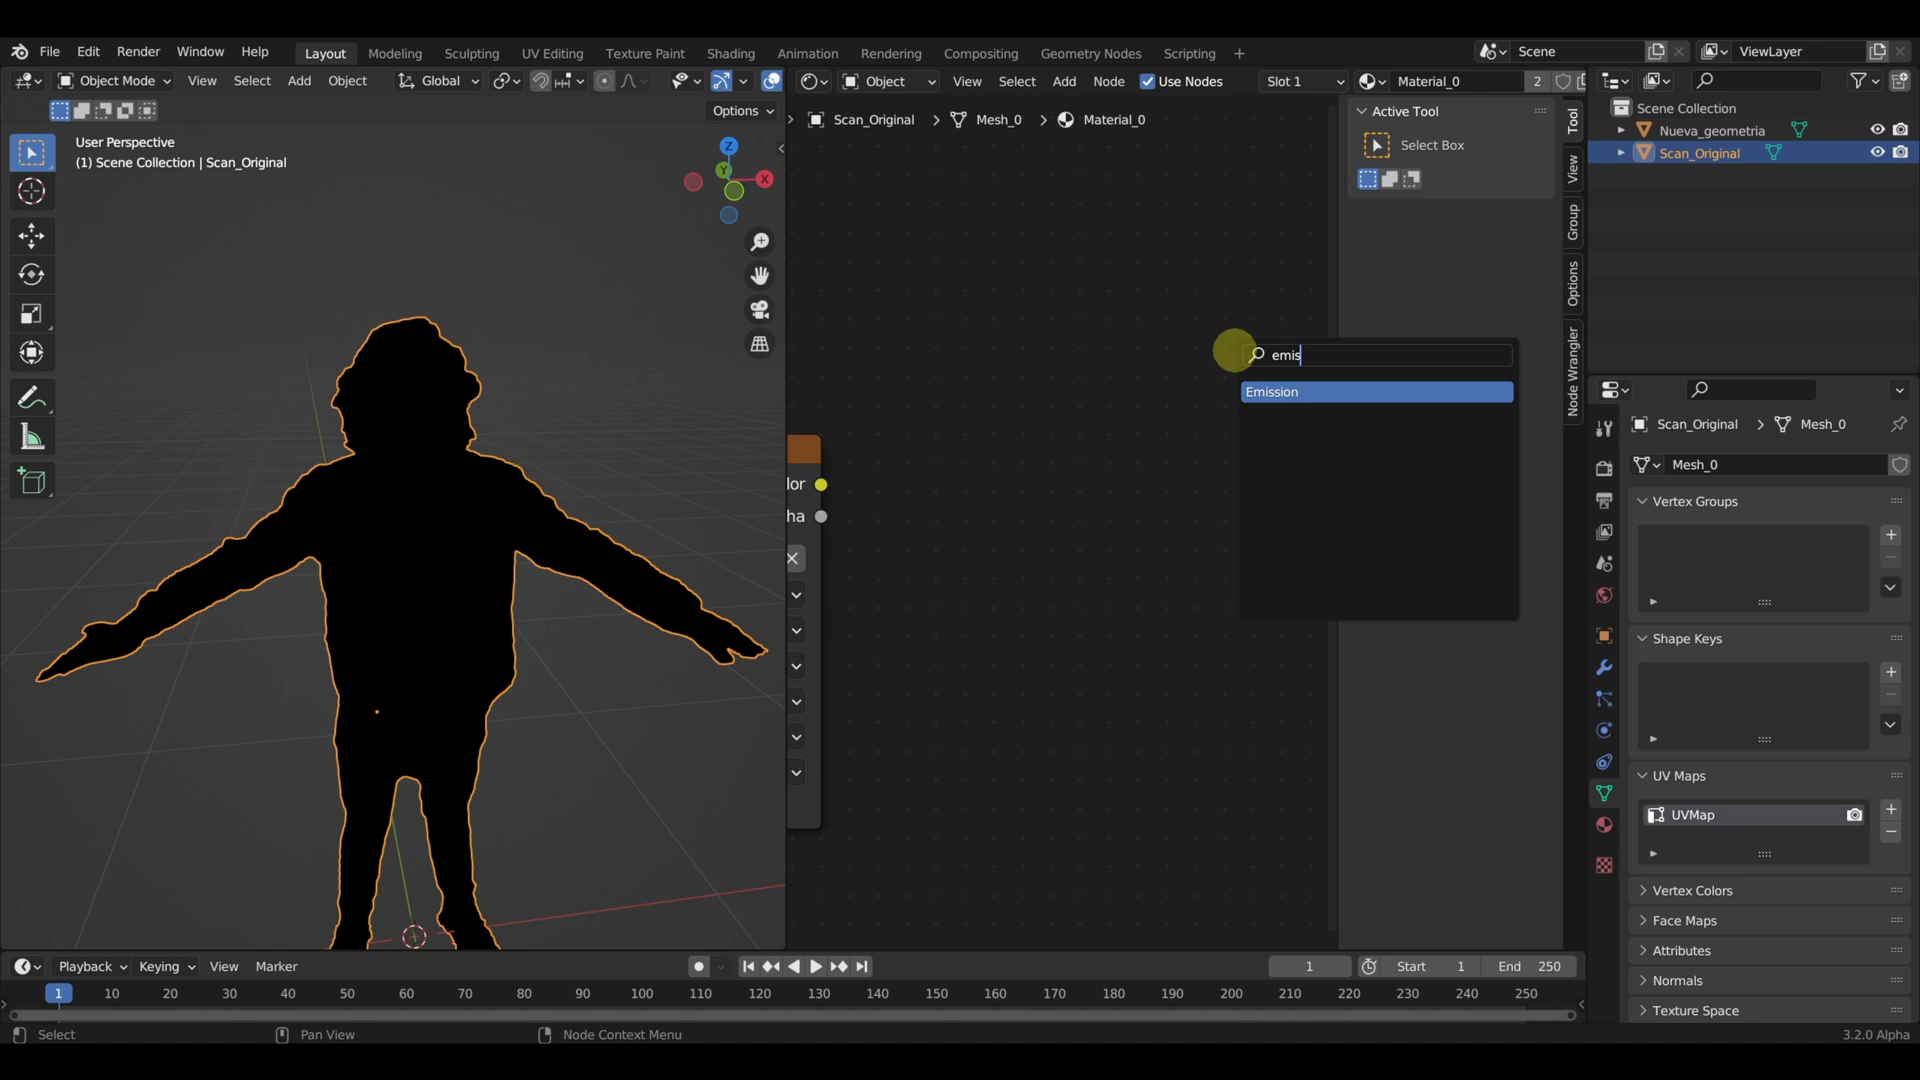 File Edit Render Window Help Layout Modeling Sculpting UV Editing Texture Paint Shading Animation Rendering Compositing Geometry Nodes Scripting Scene ViewLayer
Object Mode View Select Add Object Global Object View Select Add Node Use Nodes Slot 1 Material_0 2
Options
Scan_Original Mesh_0 Material_0
User Perspective
(1) Scene Collection | Scan_Original
Z
Y
X
Active Tool
Select Box
Tool
View
Group
Options
Node Wrangler
Scene Collection
Nueva_geometria
Scan_Original
emis
Emission
lor
ha
Scan_Original Mesh_0
Mesh_0
Vertex Groups
Shape Keys
UV Maps
UVMap
Vertex Colors
Face Maps
Attributes
Normals
Texture Space
Playback Keying View Marker 1 Start 1 End 250
1 10 20 30 40 50 60 70 80 90 100 110 120 130 140 150 160 170 180 190 200 210 220 230 240 250
Select Pan View Node Context Menu 3.2.0 Alpha